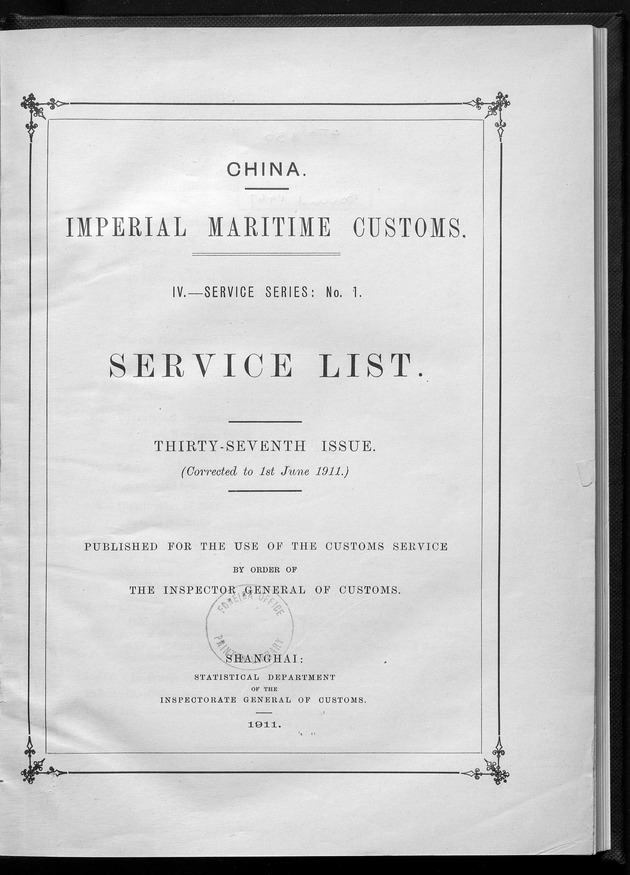 CHINA.
IMPERIAL MARITIME CUSTOMS.
IV.—SERVICE SERIES: No. 1.
SERVICE LIST.
THIRTY-SEVENTH ISSUE.
(Corrected to 1st June 1911.)
PUBLISHED FOR THE USE OF THE CUSTOMS SERVICE
BY ORDER OF
THE INSPECTOR GENERAL OF CUSTOMS.
FOREIGN OFFICE
SHANGHAI:
STATISTICAL DEPARTMENT
OF THE
INSPECTORATE GENERAL OF CUSTOMS.
1911.